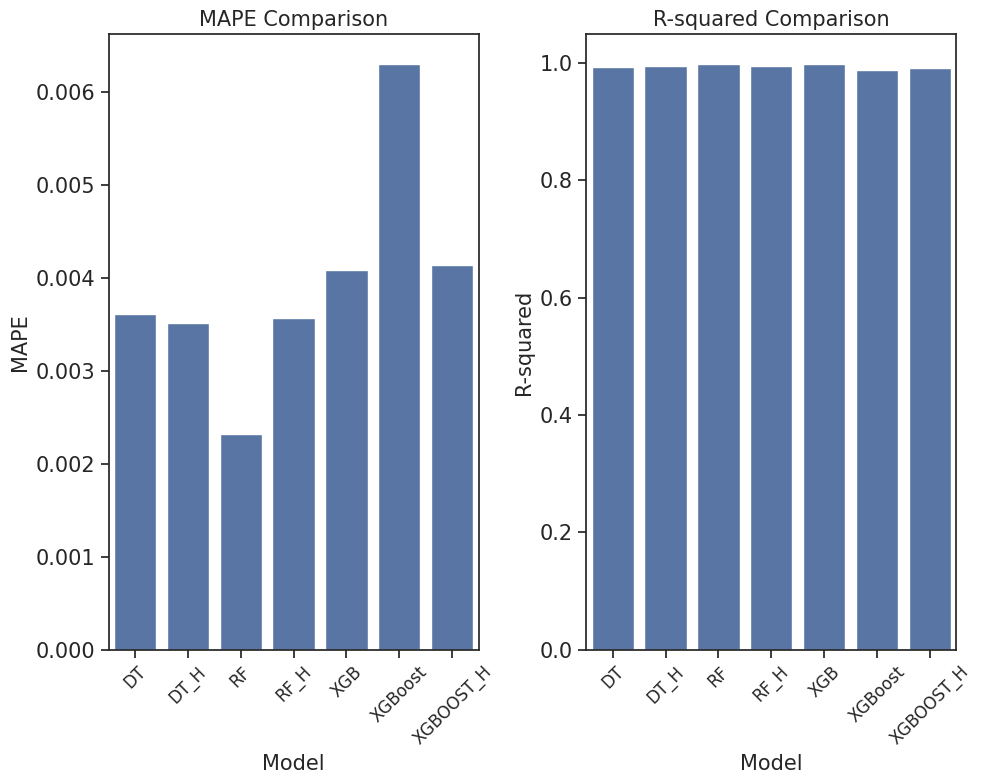 MAPE Comparison
R-squared Comparison
MAPE
0.006
0.005
0.004
0.003
0.002
0.001
0.000
DT
DT_H
RF
RF_H
XGB
XGBoost
XGBOOST_H
Model
R-squared
1.0
0.8
0.6
0.4
0.2
0.0
DT
DT_H
RF
RF_H
XGB
XGBoost
XGBOOST_H
Model